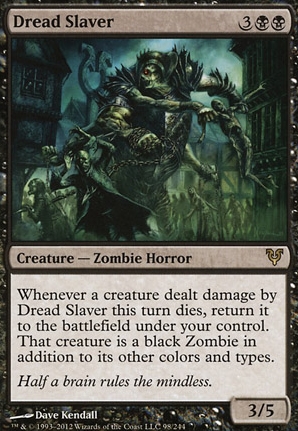 Dread Slaver 3
Creature — Zombie Horror
Whenever a creature dealt damage by
Dread Slaver this turn dies, return it
to the battlefield under your control.
That creature is a black Zombie in
addition to its other colors and types.
Half a brain rules the mindless.
Dave Kendall
™ & © 1993-2012 Wizards of the Coast LLC 98/244
3/5